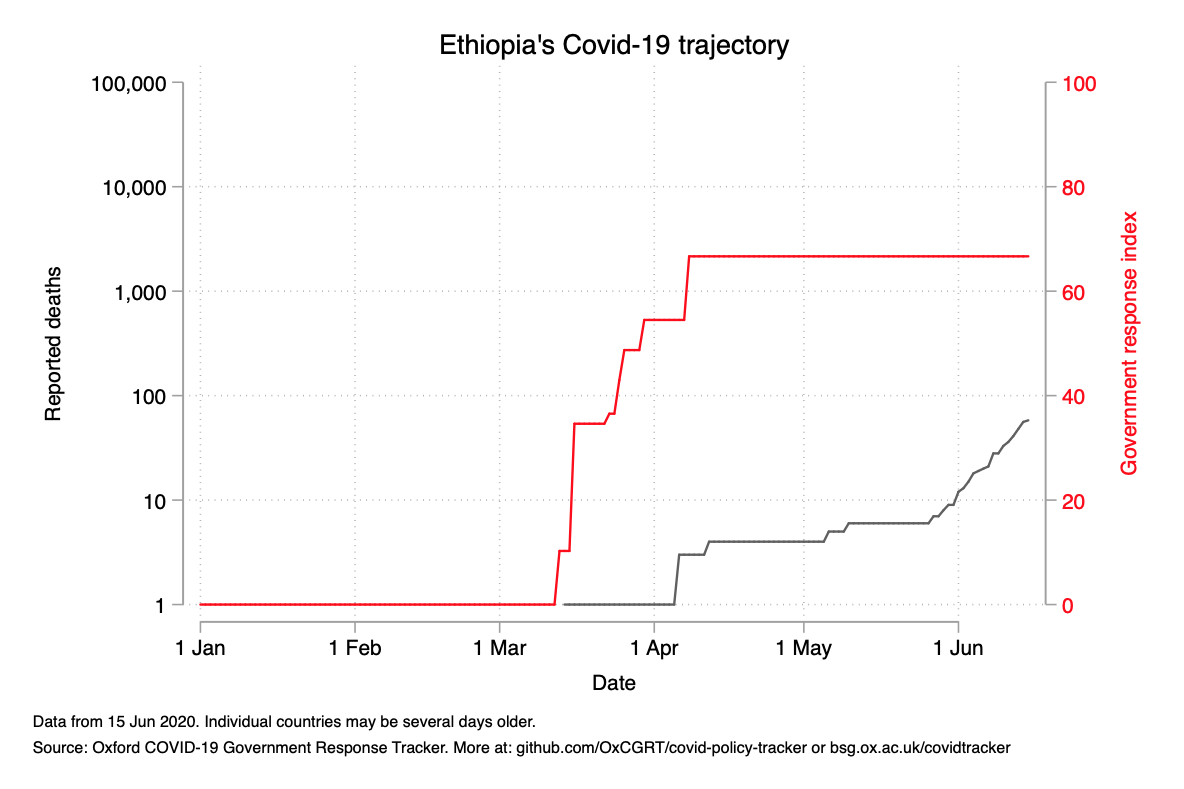 Ethiopia's Covid-19 trajectory
100,000
10,000
1,000
100
10
1
Reported deaths
100
80
60
40
20
0
Government response index
1 Jan 1 Feb 1 Mar 1 Apr 1 May 1 Jun
Date
Data from 15 Jun 2020. Individual countries may be several days older.
Source: Oxford COVID-19 Government Response Tracker. More at: github.com/OxCGRT/covid-policy-tracker or bsg.ox.ac.uk/covidtracker